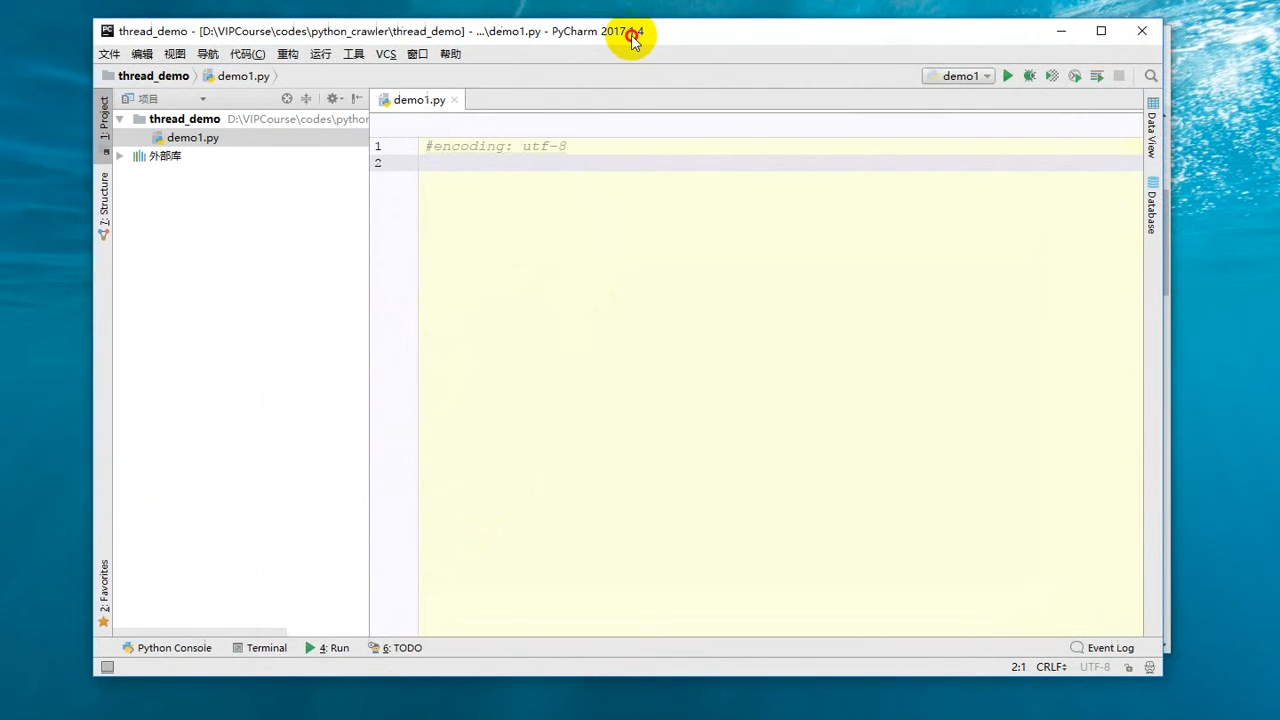 thread_demo - [D:\VIPCourse\codes\python_crawler\thread_demo] - ...\demo1.py - PyCharm 2017.1.4
文件 编辑 视图 导航 代码(C) 重构 运行 工具 VCS 窗口 帮助
thread_demo demo1.py demo1
项目 demo1.py
1: Project
thread_demo D:\VIPCourse\codes\python
demo1.py
外部库
7: Structure
2: Favorites
1 #encoding: utf-8
2
Data View
Database
Python Console Terminal 4: Run 6: TODO Event Log
2:1 CRLF UTF-8